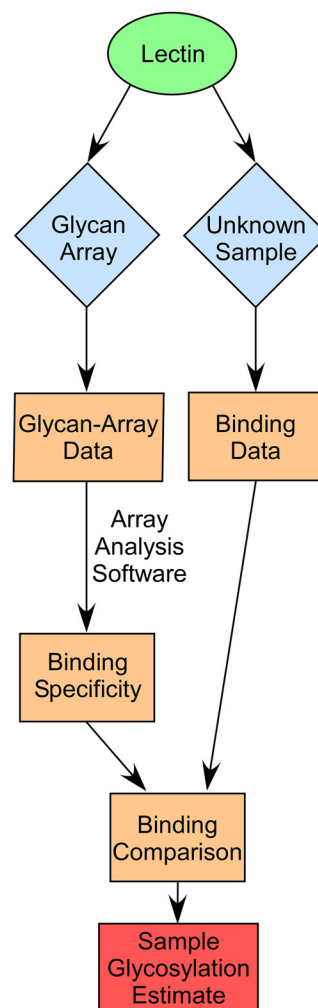 Lectin
Glycan
Array
Unknown
Sample
Glycan-Array
Data
Binding
Data
Array
Analysis
Software
Binding
Specificity
Binding
Comparison
Sample
Glycosylation
Estimate